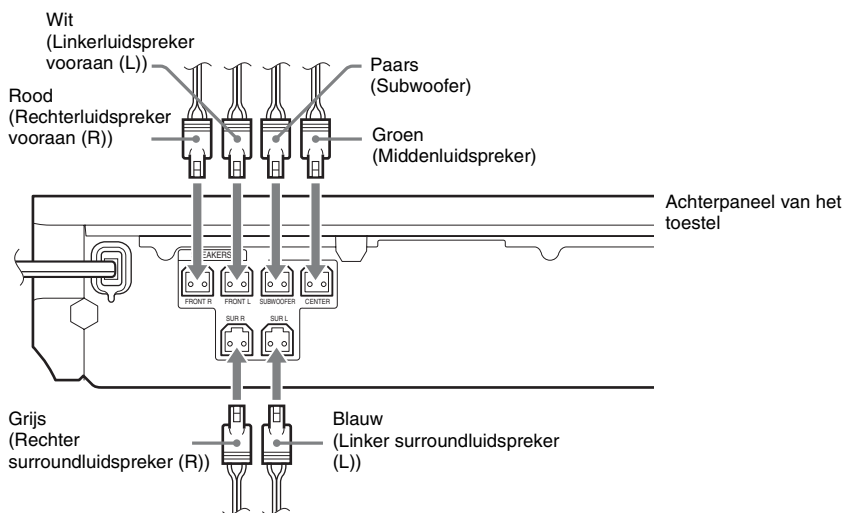 Wit
(Linkerluidspreker
vooraan (L))
Paars
(Subwoofer)
Rood
(Rechterluidspreker
vooraan (R))
Groen
(Middenluidspreker)
Achterpaneel van het
toestel
EAKERS
FRONT R FRONT L SUBWOOFER CENTER
SUR R SUR L
Grijs
(Rechter
surroundluidspreker (R))
Blauw
(Linker surroundluidspreker
(L))